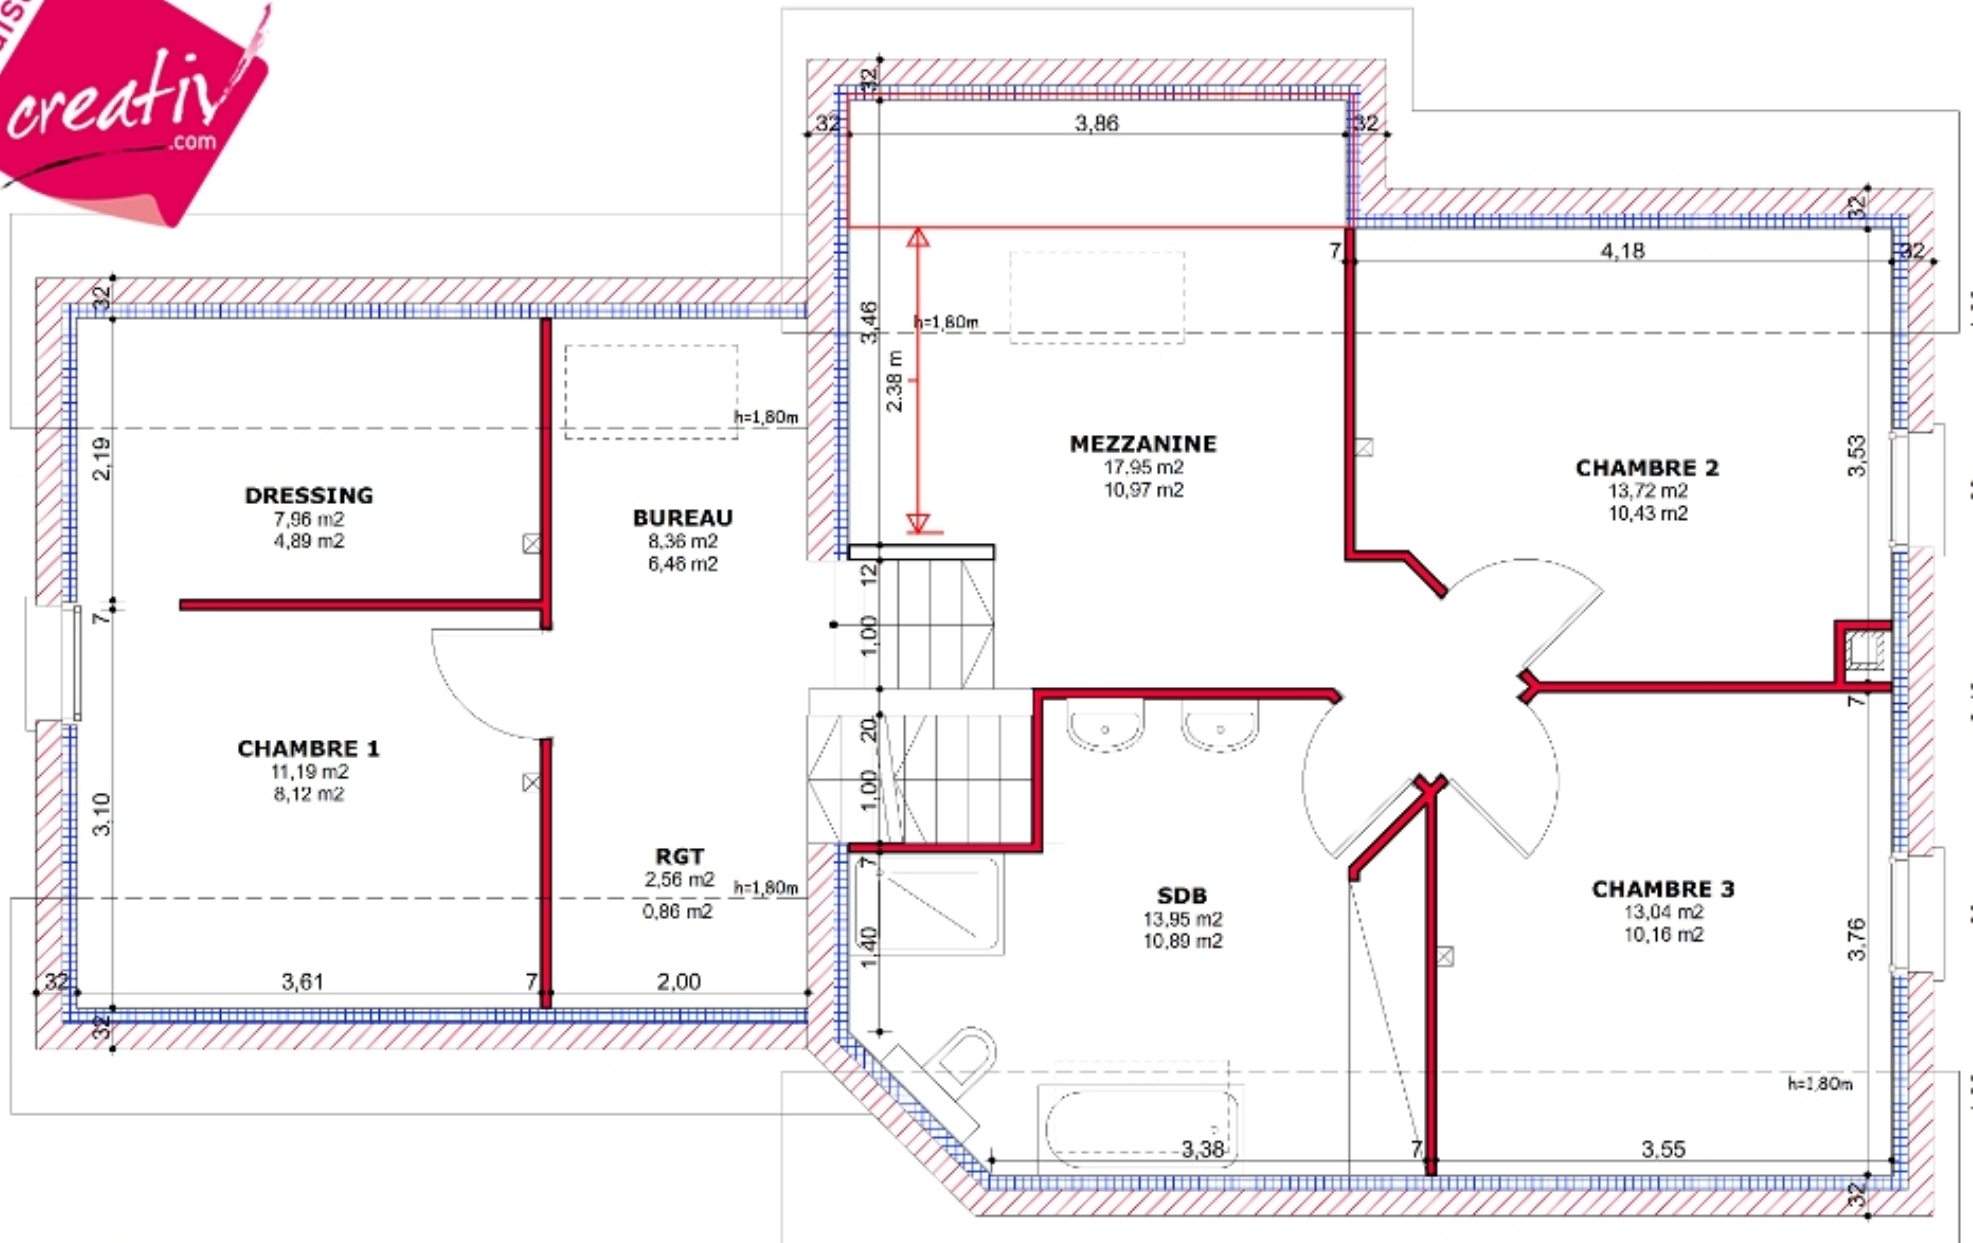 creativ
.com
32
32
3,86
32
32
7
4,18
32
32
3,46
h=1,80m
2.38 m
h=1,80m
2,19
MEZZANINE
17,95 m2
10,97 m2
CHAMBRE 2
13,72 m2
10,43 m2
3,53
DRESSING
7,96 m2
4,89 m2
BUREAU
8,36 m2
6,48 m2
12
7
1,00
7
20
CHAMBRE 1
11,19 m2
8,12 m2
1,00
3,10
RGT
2,56 m2
h=1,80m
0,86 m2
7
SDB
13,95 m2
10,89 m2
CHAMBRE 3
13,04 m2
10,16 m2
1,40
3,76
32
3,61
7
2,00
32
h=1,80m
3,38
7
3,55
32